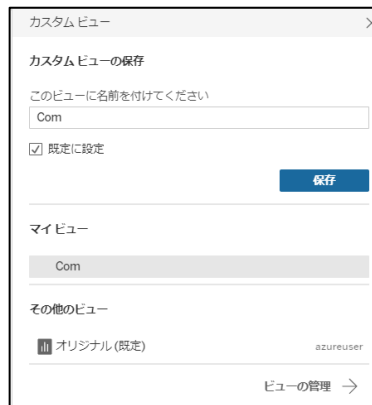 カスタム ビュー
カスタム ビューの保存
このビューに名前を付けてください
Com
既定に設定
保存
マイ ビュー
Com
その他のビュー
オリジナル (既定) azureuser
ビューの管理 →